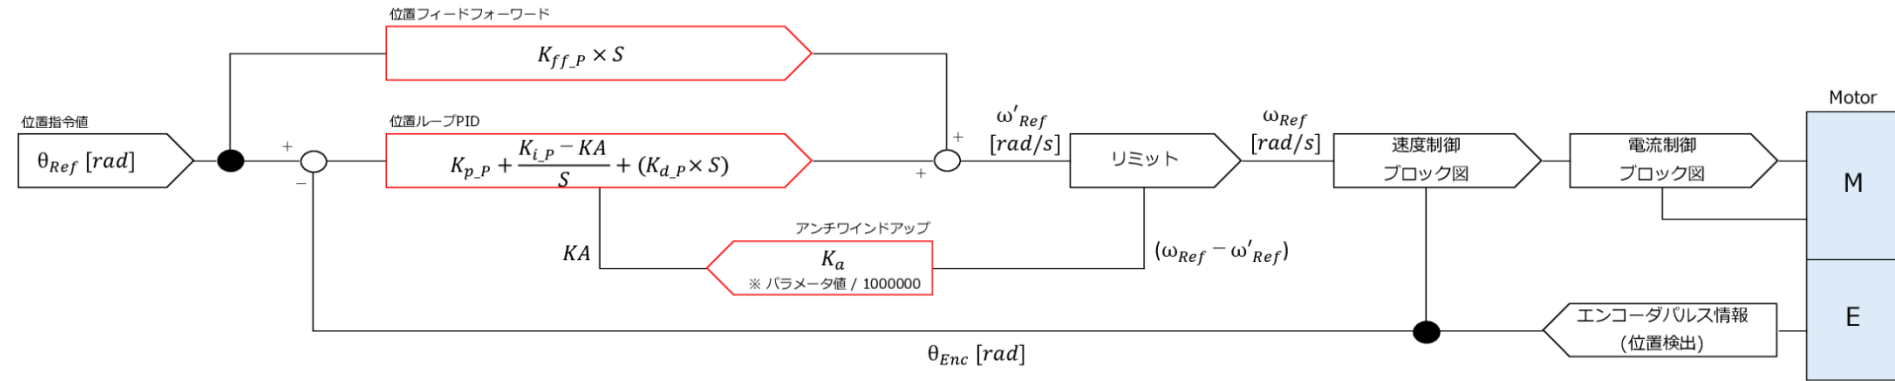 位置フィードフォワード
K_{ff_P} × S
位置指令値
θ_{Ref} [rad]
+
−
位置ループPID
K_{p_P} + \frac{K_{i_P} − KA}{S} + (K_{d_P} × S)
+
+
ω'_{Ref}
[rad/s]
リミット
ω_{Ref}
[rad/s]
速度制御
ブロック図
電流制御
ブロック図
Motor
M
アンチワインドアップ
KA
K_a
※ パラメータ値 / 1000000
(ω_{Ref} − ω'_{Ref})
エンコーダパルス情報
(位置検出)
E
θ_{Enc} [rad]